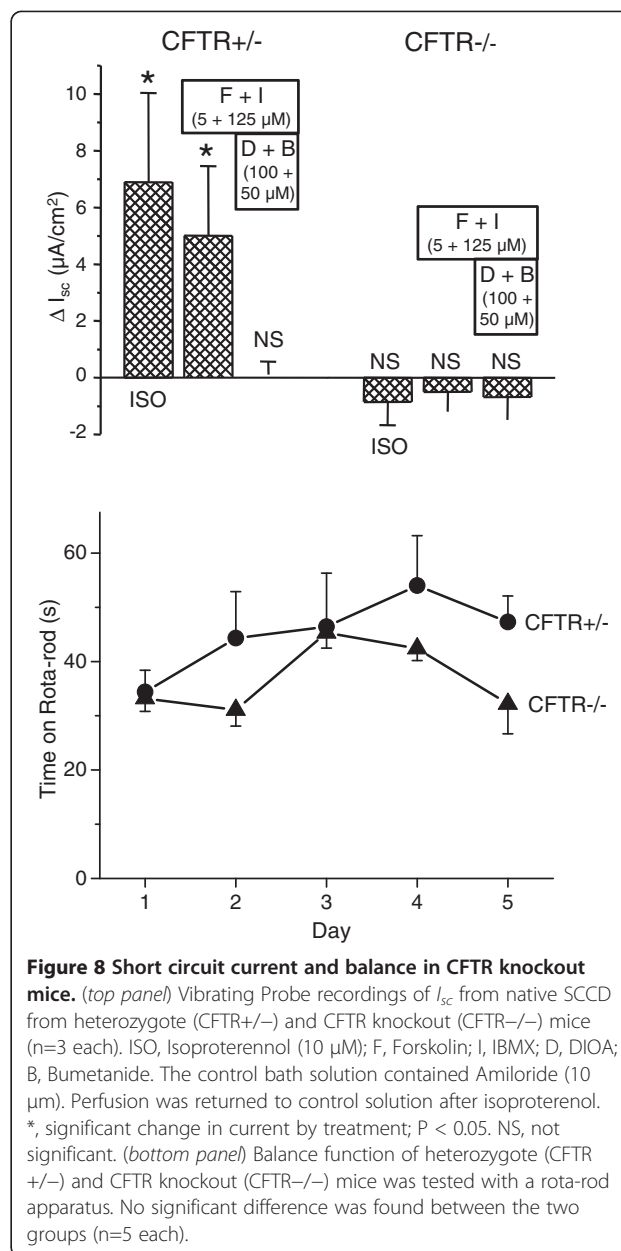 CFTR+/-
CFTR-/-
10
8
6
4
2
0
-2
Δ Isc (µA/cm²)
*
F + I
(5 + 125 µM)
*
D + B
(100 +
50 µM)
NS
ISO
F + I
(5 + 125 µM)
D + B
(100 +
50 µM)
NS
NS
NS
ISO
60
40
20
0
Time on Rota-rod (s)
CFTR+/-
CFTR-/-
1 2 3 4 5
Day
Figure 8 Short circuit current and balance in CFTR knockout
mice. (top panel) Vibrating Probe recordings of Isc from native SCCD
from heterozygote (CFTR+/−) and CFTR knockout (CFTR−/−) mice
(n=3 each). ISO, Isoproterennol (10 µM); F, Forskolin; I, IBMX; D, DIOA;
B, Bumetanide. The control bath solution contained Amiloride (10
µm). Perfusion was returned to control solution after isoproterenol.
*, significant change in current by treatment; P < 0.05. NS, not
significant. (bottom panel) Balance function of heterozygote (CFTR
+/−) and CFTR knockout (CFTR−/−) mice was tested with a rota-rod
apparatus. No significant difference was found between the two
groups (n=5 each).